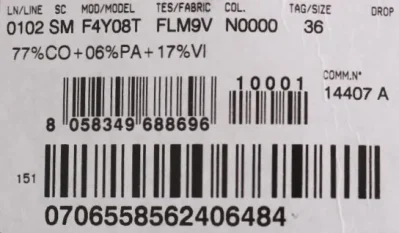 LN/LINE SC MOD/MODEL TES/FABRIC COL. TAG/SIZE DROP
0102 SM F4Y08T FLM9V N0000 36
77%CO+06%PA+17%VI
COMM.N°
10001
14407 A
8 058349 688696
151
0706558562406484